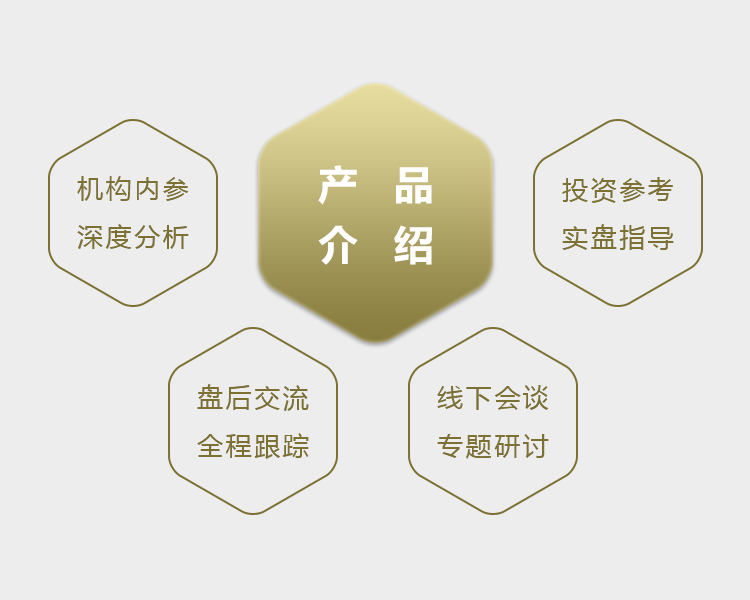 产 品
介 绍
机构内参
深度分析
投资参考
实盘指导
盘后交流
全程跟踪
线下会谈
专题研讨